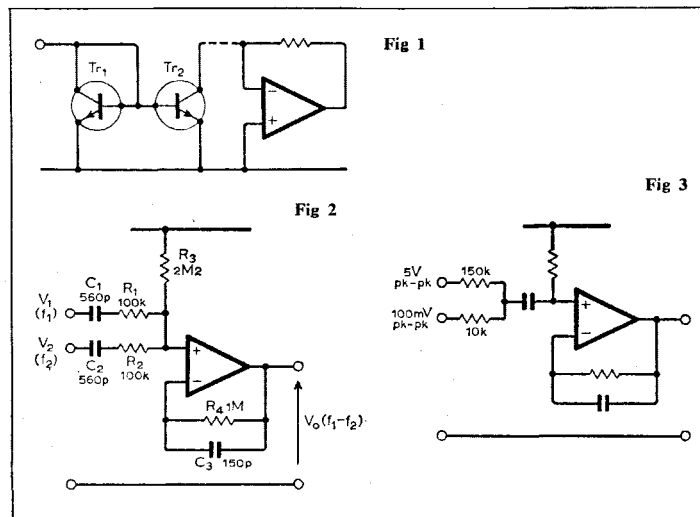 Fig 1
Tr1
Tr2
−
+
Fig 2
R3
2M2
C1
560p
R1
100k
V1
(f1)
V2
(f2)
C2
560p
R2
100k
+
−
R4 1M
C3
150p
Vo(f1−f2)
Fig 3
5V
pk-pk
150k
100mV
pk-pk
10k
+
−